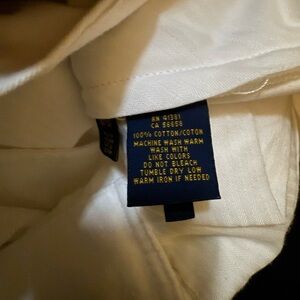 RN 41381
CA 56656
100% COTTON/COTON
MACHINE WASH WARM
WASH WITH
LIKE COLORS
DO NOT BLEACH
TUMBLE DRY LOW
WARM IRON IF NEEDED